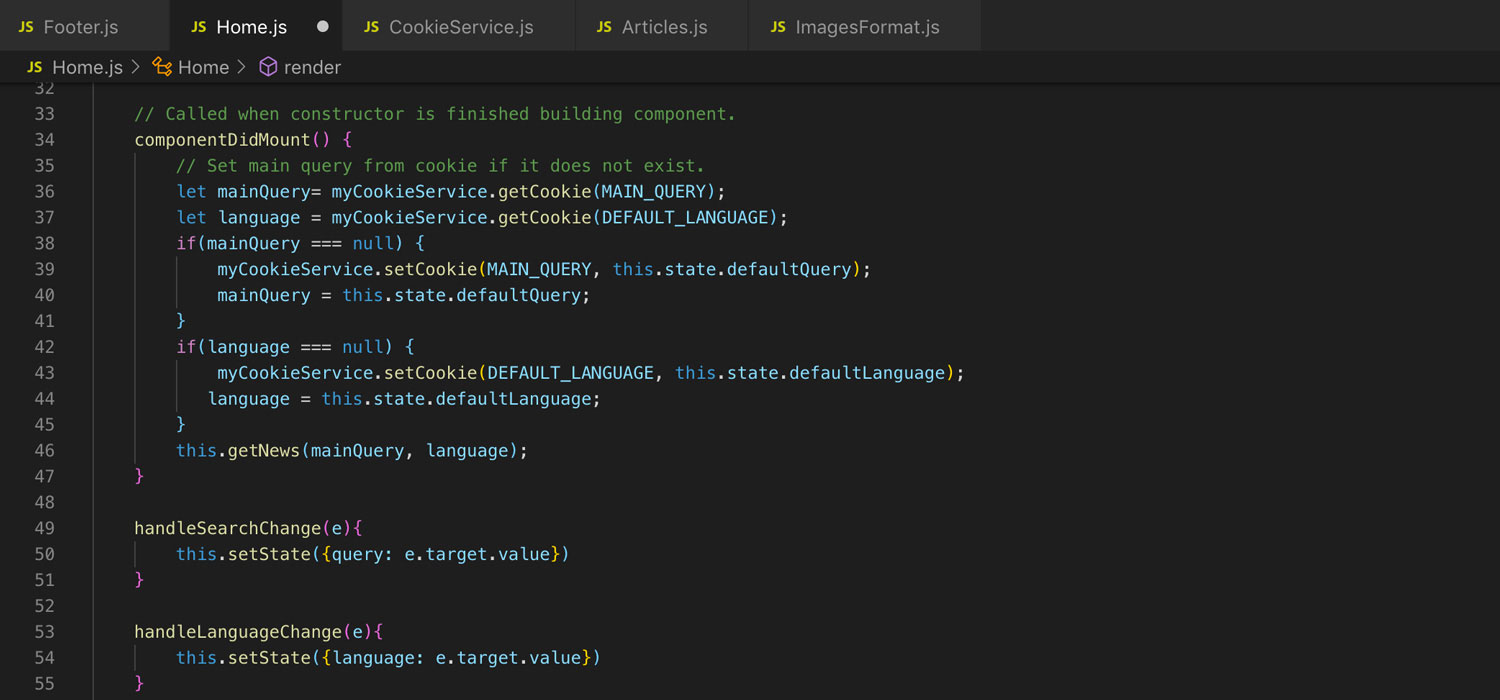 JS Footer.js JS Home.js JS CookieService.js JS Articles.js JS ImagesFormat.js
JS Home.js > Home > render
32
33 // Called when constructor is finished building component.
34 componentDidMount() {
35 // Set main query from cookie if it does not exist.
36 let mainQuery= myCookieService.getCookie(MAIN_QUERY);
37 let language = myCookieService.getCookie(DEFAULT_LANGUAGE);
38 if(mainQuery === null) {
39 myCookieService.setCookie(MAIN_QUERY, this.state.defaultQuery);
40 mainQuery = this.state.defaultQuery;
41 }
42 if(language === null) {
43 myCookieService.setCookie(DEFAULT_LANGUAGE, this.state.defaultLanguage);
44 language = this.state.defaultLanguage;
45 }
46 this.getNews(mainQuery, language);
47 }
48
49 handleSearchChange(e){
50 this.setState({query: e.target.value})
51 }
52
53 handleLanguageChange(e){
54 this.setState({language: e.target.value})
55 }